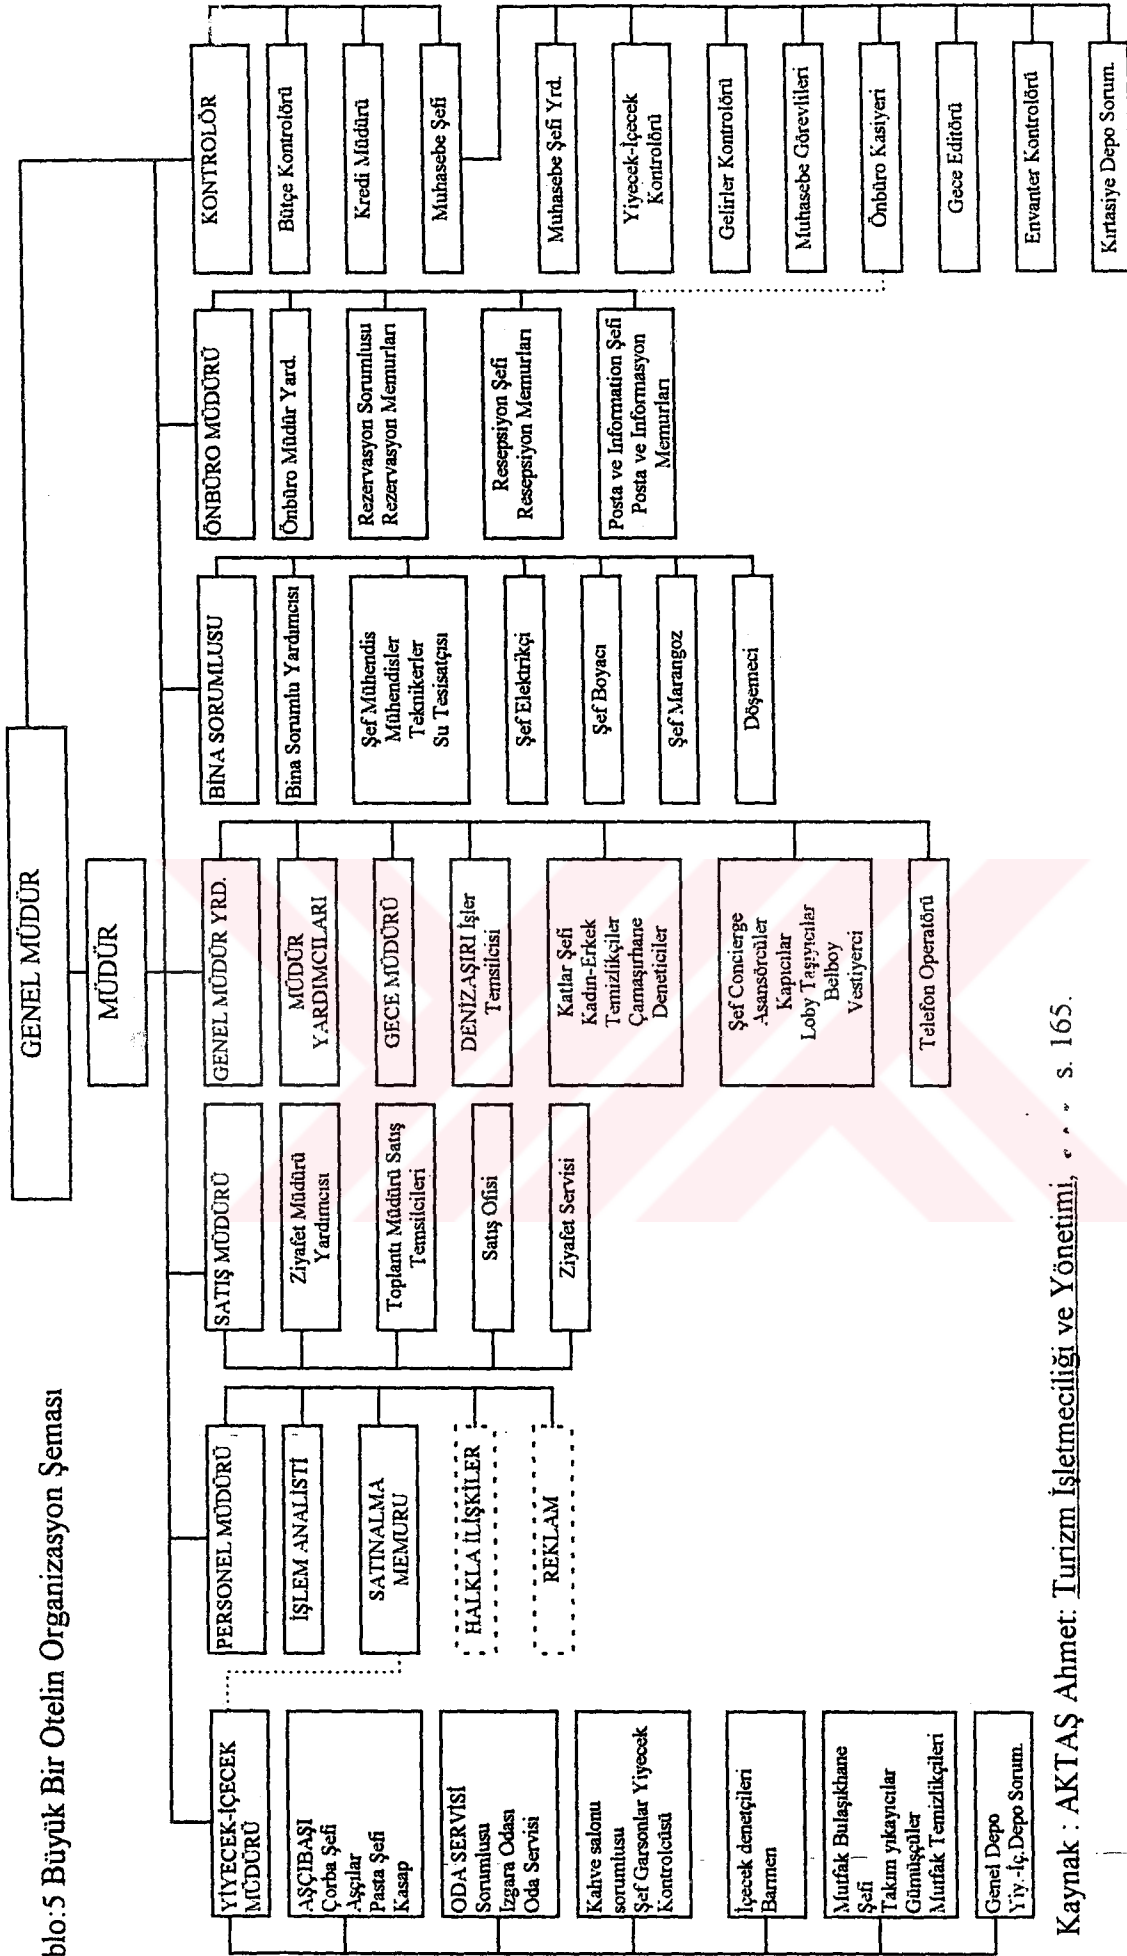 blo:5 Büyük Bir Otelin Organizasyon Şeması
GENEL MÜDÜR
MÜDÜR
YİYECEK-İÇECEK
MÜDÜRÜ
AŞÇIBAŞI
Çorba Şefi
Aşçılar
Pasta Şefi
Kasap
ODA SERVİSİ
Sorumlusu
Izgara Odası
Oda Servisi
Kahve salonu
sorumlusu
Şef Garsonlar Yiyecek
Kontrolcüsü
İçecek denetçileri
Barmen
Mutfak Bulaşıkhane
Şefi
Takım yıkayıcılar
Gümüşçüler
Mutfak Temizlikçileri
Genel Depo
Yiy.-İç.Depo Sorum.
PERSONEL MÜDÜRÜ
İŞLEM ANALİSTİ
SATINALMA
MEMURU
HALKLA İLİŞKİLER
REKLAM
SATIŞ MÜDÜRÜ
Ziyafet Müdürü
Yardımcısı
Toplantı Müdürü Satış
Temsilcileri
Satış Ofisi
Ziyafet Servisi
GENEL MÜDÜR YRD.
MÜDÜR
YARDIMCILARI
GECE MÜDÜRÜ
DENİZAŞIRI İşler
Temsilcisi
Katlar Şefi
Kadın-Erkek
Temizlikçiler
Çamaşırhane
Deneticiler
Şef Concierge
Asansörcüler
Kapıcılar
Loby Taşıyıcılar
Belboy
Vestiyerci
Telefon Operatörü
BİNA SORUMLUSU
Bina Sorumlu Yardımcısı
Şef Mühendis
Mühendisler
Teknikerler
Su Tesisatçısı
Şef Elektrikçi
Şef Boyacı
Şef Marangoz
Döşemeci
ÖNBÜRO MÜDÜRÜ
Önbüro Müdür Yard.
Rezervasyon Sorumlusu
Rezervasyon Memurları
Resepsiyon Şefi
Resepsiyon Memurları
Posta ve Information Şefi
Posta ve Informasyon
Memurları
KONTROLÖR
Bütçe Kontrolörü
Kredi Müdürü
Muhasebe Şefi
Muhasebe Şefi Yrd.
Yiyecek-İçecek
Kontrolörü
Gelirler Kontrolörü
Muhasebe Görevlileri
Önbüro Kasiyeri
Gece Editörü
Envanter Kontrolörü
Kırtasiye Depo Sorum.
Kaynak : AKTAŞ Ahmet: Turizm İşletmeciliği ve Yönetimi, s. 165.